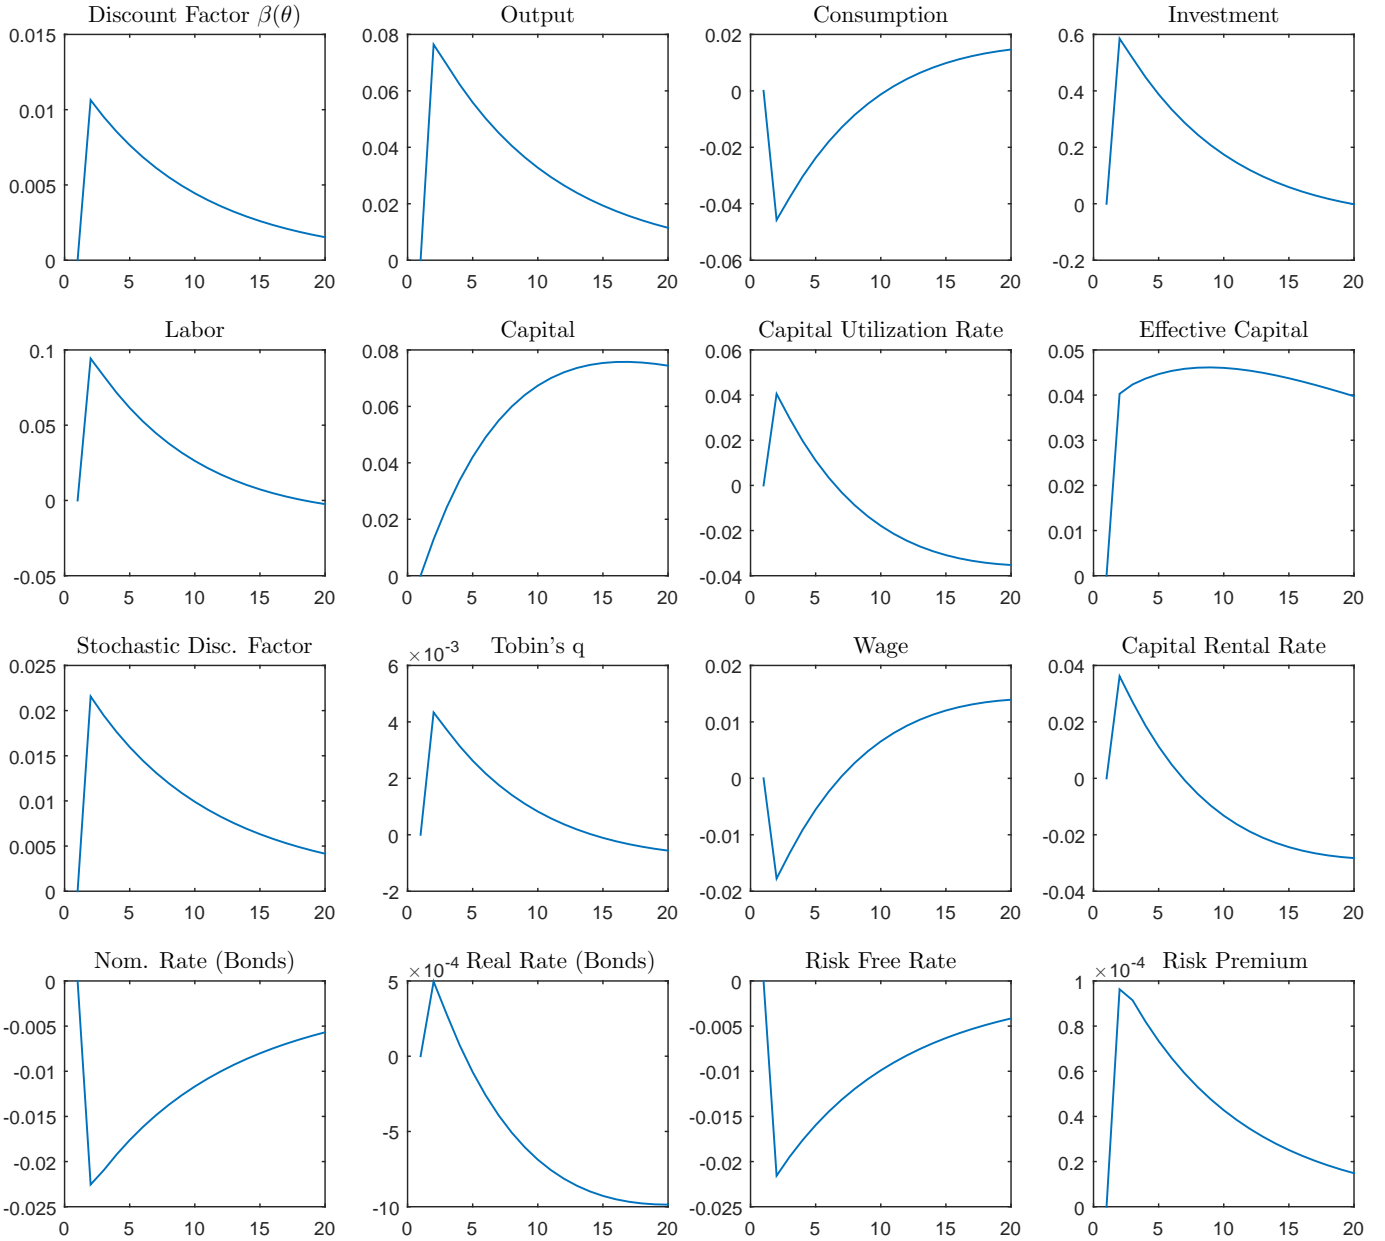 Discount Factor β(θ)
0.015
0.01
0.005
0
0 5 10 15 20
Output
0.08
0.06
0.04
0.02
0
0 5 10 15 20
Consumption
0.02
0
-0.02
-0.04
-0.06
0 5 10 15 20
Investment
0.6
0.4
0.2
0
-0.2
0 5 10 15 20
Labor
0.1
0.05
0
-0.05
0 5 10 15 20
Capital
0.08
0.06
0.04
0.02
0
0 5 10 15 20
Capital Utilization Rate
0.06
0.04
0.02
0
-0.02
-0.04
0 5 10 15 20
Effective Capital
0.05
0.04
0.03
0.02
0.01
0
0 5 10 15 20
Stochastic Disc. Factor
0.025
0.02
0.015
0.01
0.005
0
0 5 10 15 20
×10⁻³ Tobin's q
6
4
2
0
-2
0 5 10 15 20
Wage
0.02
0.01
0
-0.01
-0.02
0 5 10 15 20
Capital Rental Rate
0.04
0.02
0
-0.02
-0.04
0 5 10 15 20
Nom. Rate (Bonds)
0
-0.005
-0.01
-0.015
-0.02
-0.025
0 5 10 15 20
×10⁻⁴ Real Rate (Bonds)
5
0
-5
-10
0 5 10 15 20
Risk Free Rate
0
-0.005
-0.01
-0.015
-0.02
-0.025
0 5 10 15 20
×10⁻⁴ Risk Premium
1
0.8
0.6
0.4
0.2
0
0 5 10 15 20